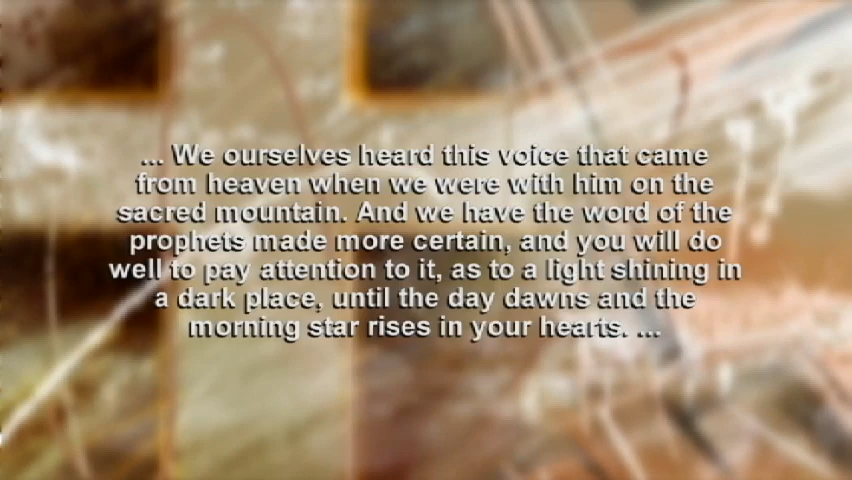 ... We ourselves heard this voice that came
from heaven when we were with him on the
sacred mountain. And we have the word of the
prophets made more certain, and you will do
well to pay attention to it, as to a light shining in
a dark place, until the day dawns and the
morning star rises in your hearts. ...